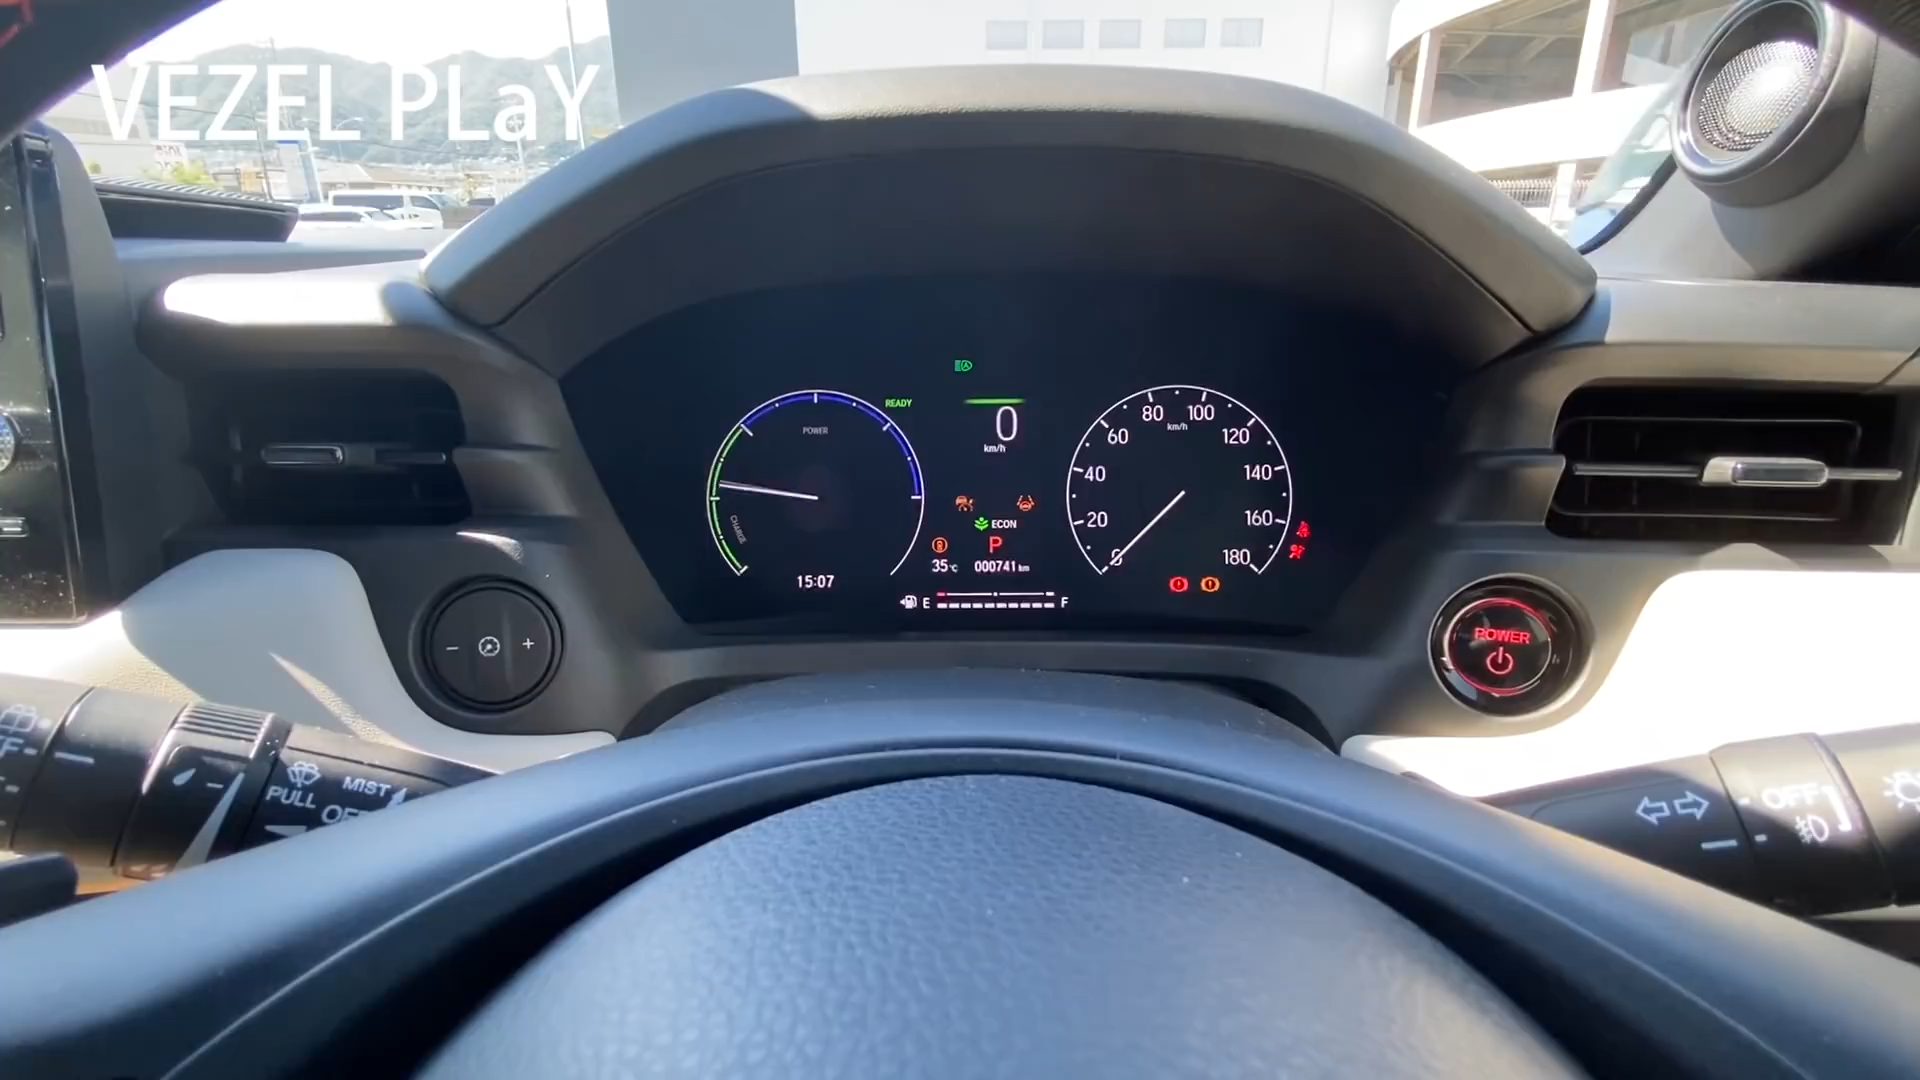 VEZEL PLaY
READY
POWER
CHARGE
15:07
0
km/h
ECON
P
35°C
000741 km
E
F
0
20
40
60
80
100
120
140
160
180
km/h
- +
POWER
PULL
MIST
OFF